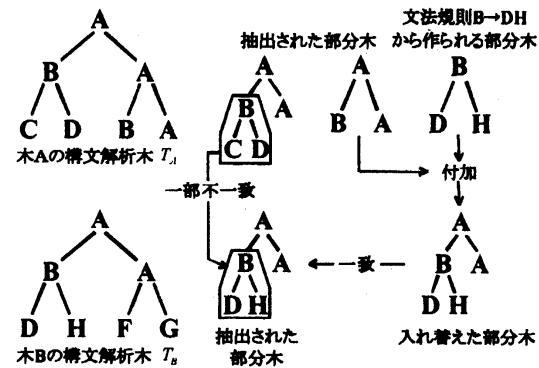 文法規則B→DH
から作られる部分木
抽出された部分木
A
B A
C D B A
木Aの構文解析木 T_A
A
B A
C D
A
B A
B
D H
付加
一部不一致
A
B A
D H F G
木Bの構文解析木 T_B
A
B A
D H
抽出された
部分木
一致
A
B A
D H
入れ替えた部分木